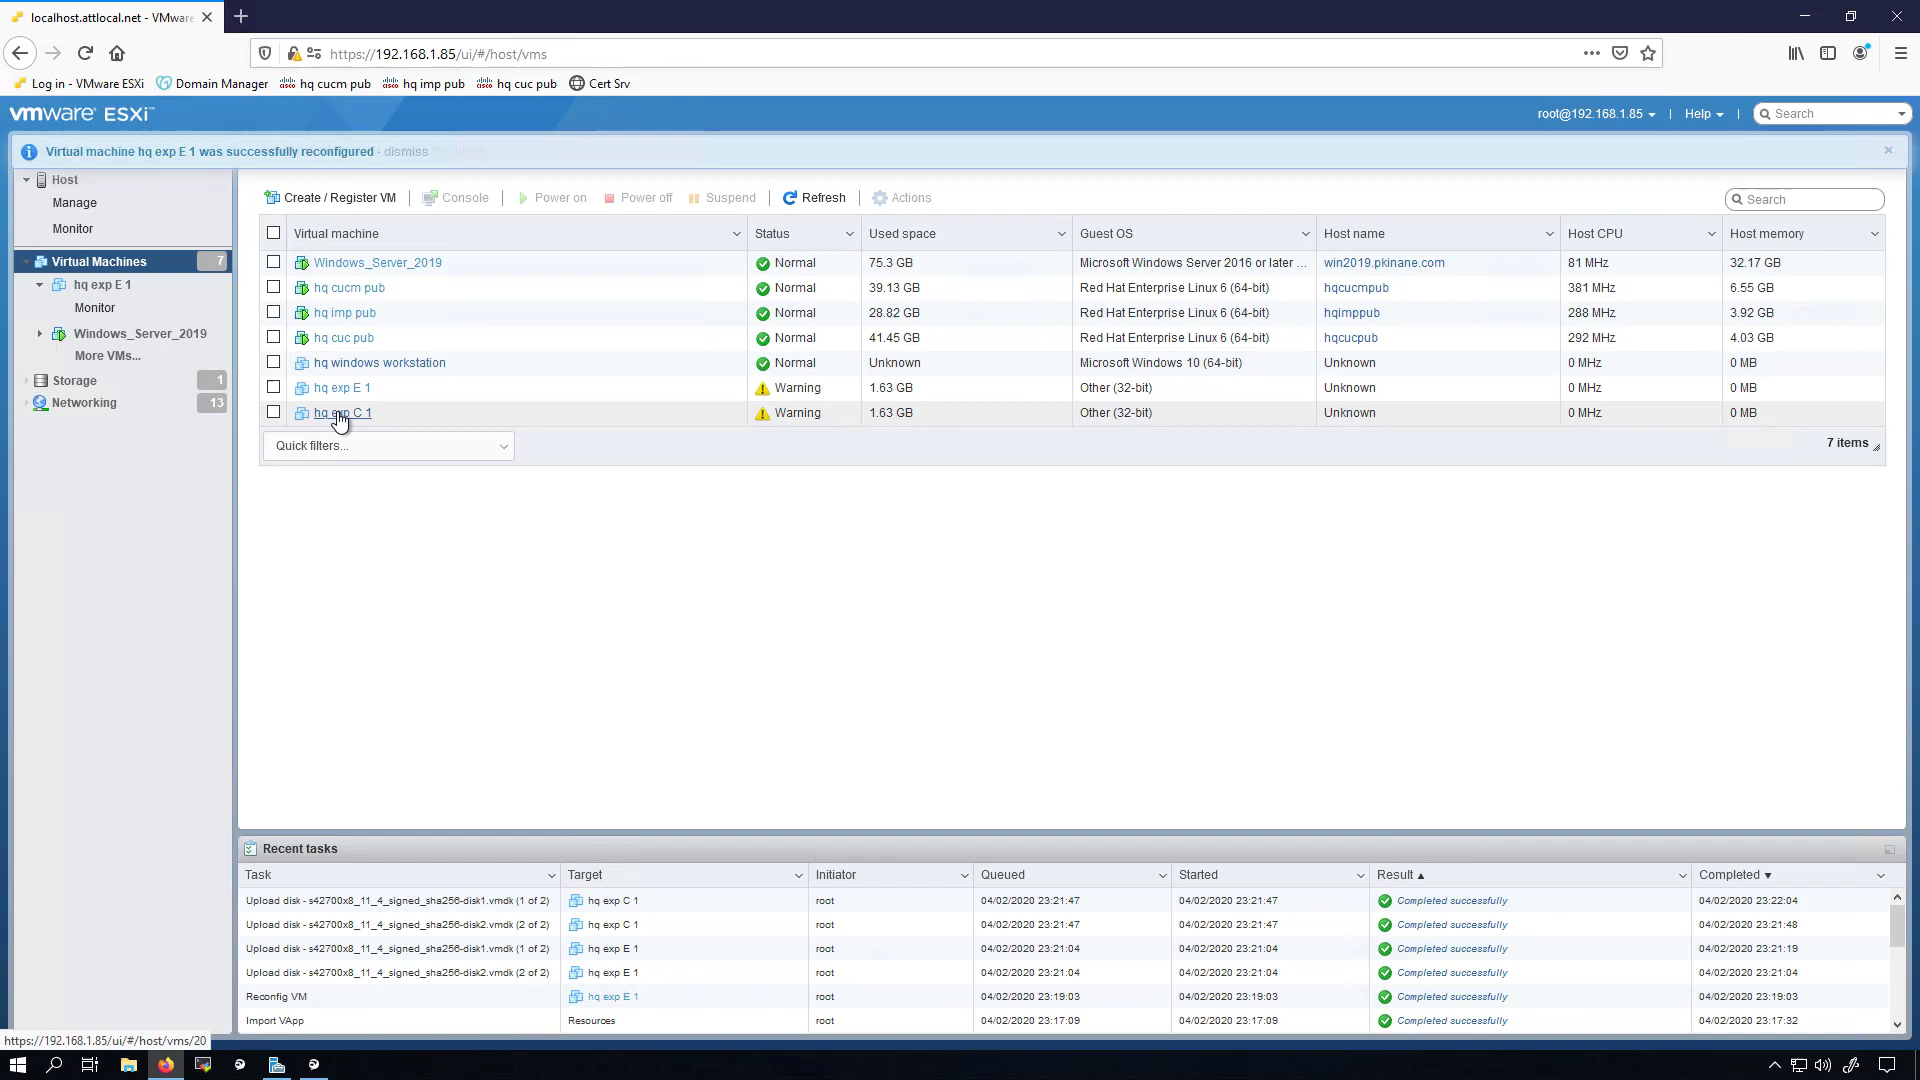 localhost.attlocal.net - VMware
https://192.168.1.85/ui/#/host/vms
Log in - VMware ESXi Domain Manager hq cucm pub hq imp pub hq cuc pub Cert Srv
vmware ESXi™ root@192.168.1.85 | Help | Search
Virtual machine hq exp E 1 was successfully reconfigured - dismiss
Host
Manage
Monitor
Virtual Machines 7
hq exp E 1
Monitor
Windows_Server_2019
More VMs...
Storage 1
Networking 13
Create / Register VM | Console | Power on Power off Suspend | Refresh | Actions Search
Virtual machine Status Used space Guest OS Host name Host CPU Host memory
Windows_Server_2019 Normal 75.3 GB Microsoft Windows Server 2016 or later ... win2019.pkinane.com 81 MHz 32.17 GB
hq cucm pub Normal 39.13 GB Red Hat Enterprise Linux 6 (64-bit) hqcucmpub 381 MHz 6.55 GB
hq imp pub Normal 28.82 GB Red Hat Enterprise Linux 6 (64-bit) hqimppub 288 MHz 3.92 GB
hq cuc pub Normal 41.45 GB Red Hat Enterprise Linux 6 (64-bit) hqcucpub 292 MHz 4.03 GB
hq windows workstation Normal Unknown Microsoft Windows 10 (64-bit) Unknown 0 MHz 0 MB
hq exp E 1 Warning 1.63 GB Other (32-bit) Unknown 0 MHz 0 MB
hq exp C 1 Warning 1.63 GB Other (32-bit) Unknown 0 MHz 0 MB
Quick filters... 7 items
Recent tasks
Task Target Initiator Queued Started Result ▲ Completed ▼
Upload disk - s42700x8_11_4_signed_sha256-disk1.vmdk (1 of 2) hq exp C 1 root 04/02/2020 23:21:47 04/02/2020 23:21:47 Completed successfully 04/02/2020 23:22:04
Upload disk - s42700x8_11_4_signed_sha256-disk2.vmdk (2 of 2) hq exp C 1 root 04/02/2020 23:21:47 04/02/2020 23:21:47 Completed successfully 04/02/2020 23:21:48
Upload disk - s42700x8_11_4_signed_sha256-disk1.vmdk (1 of 2) hq exp E 1 root 04/02/2020 23:21:04 04/02/2020 23:21:04 Completed successfully 04/02/2020 23:21:19
Upload disk - s42700x8_11_4_signed_sha256-disk2.vmdk (2 of 2) hq exp E 1 root 04/02/2020 23:21:04 04/02/2020 23:21:04 Completed successfully 04/02/2020 23:21:04
Reconfig VM hq exp E 1 root 04/02/2020 23:19:03 04/02/2020 23:19:03 Completed successfully 04/02/2020 23:19:03
Import VApp Resources root 04/02/2020 23:17:09 04/02/2020 23:17:09 Completed successfully 04/02/2020 23:17:32
https://192.168.1.85/ui/#/host/vms/20